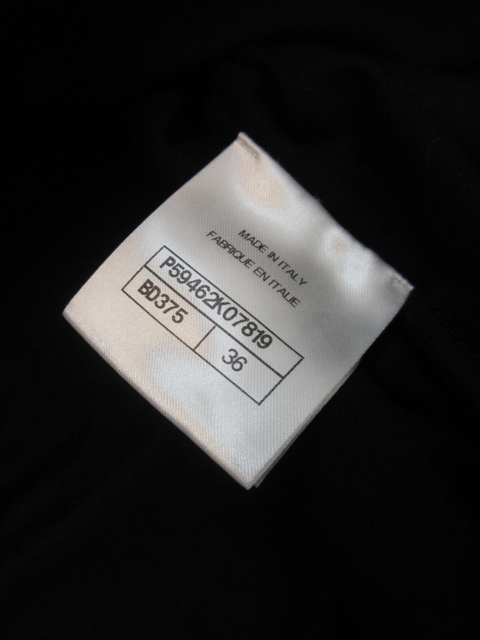 MADE IN ITALY
FABRIQUE EN ITALIE
P59462K07819
BD375 36